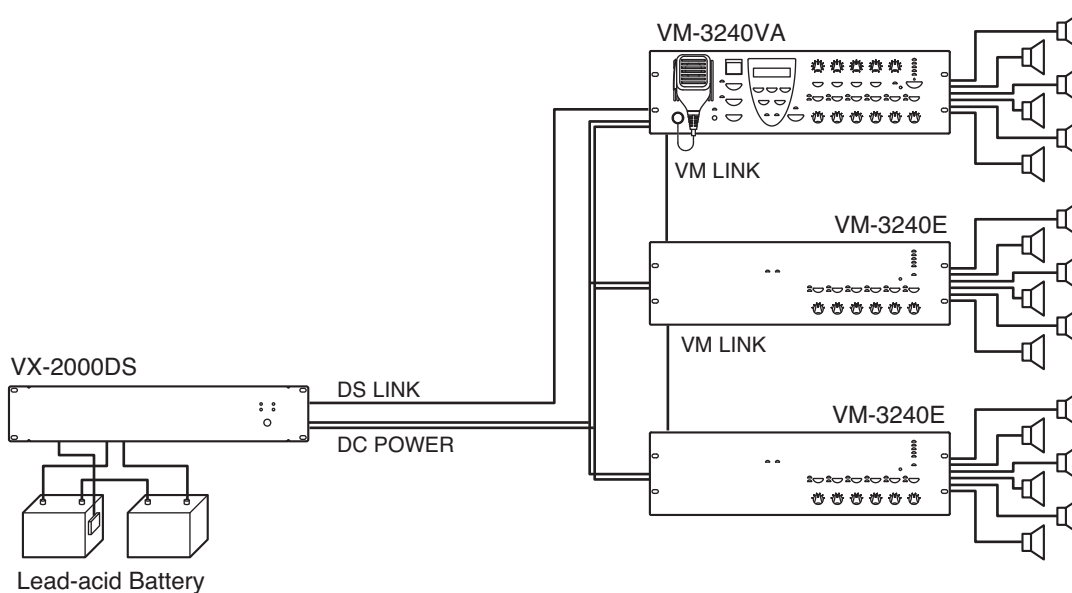 VM-3240VA
VM LINK
VM-3240E
VM LINK
VX-2000DS
DS LINK
DC POWER
VM-3240E
Lead-acid Battery